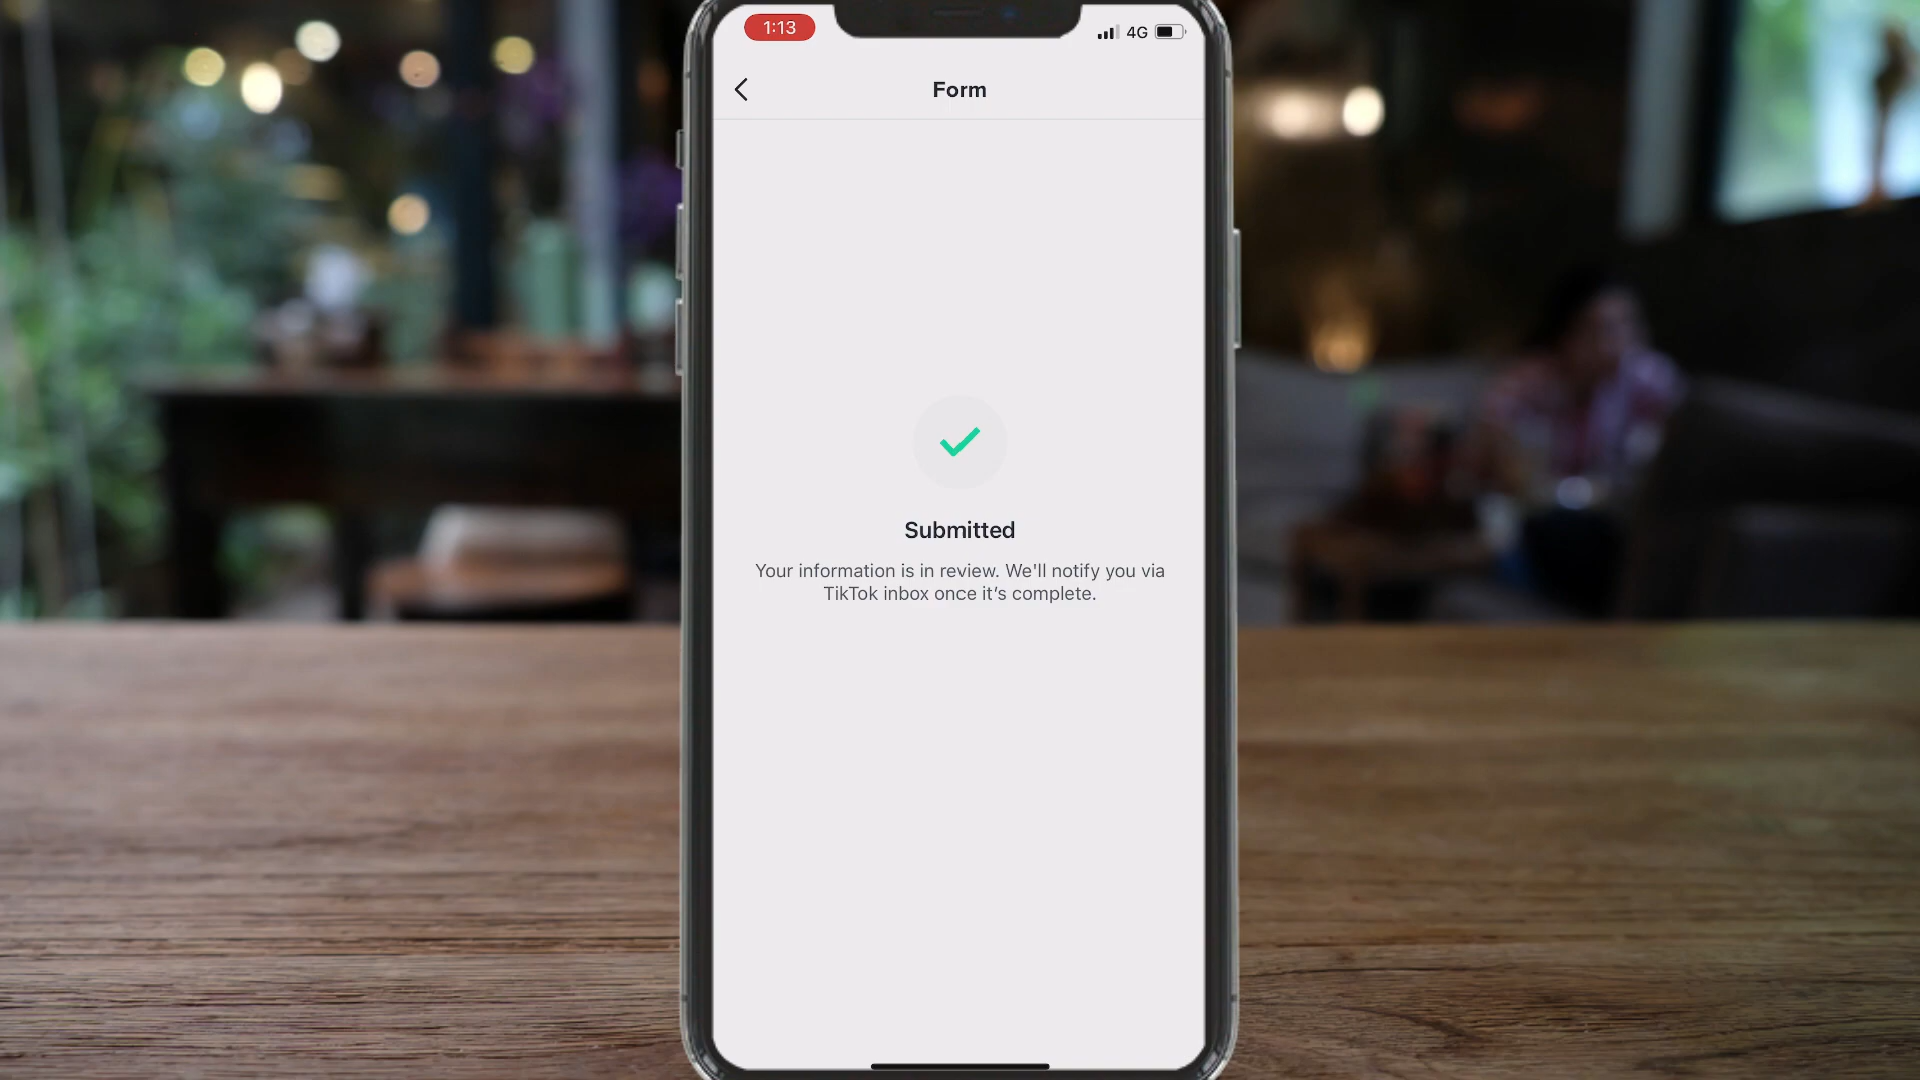 1:13
4G
Form
Submitted
Your information is in review. We'll notify you via
TikTok inbox once it's complete.